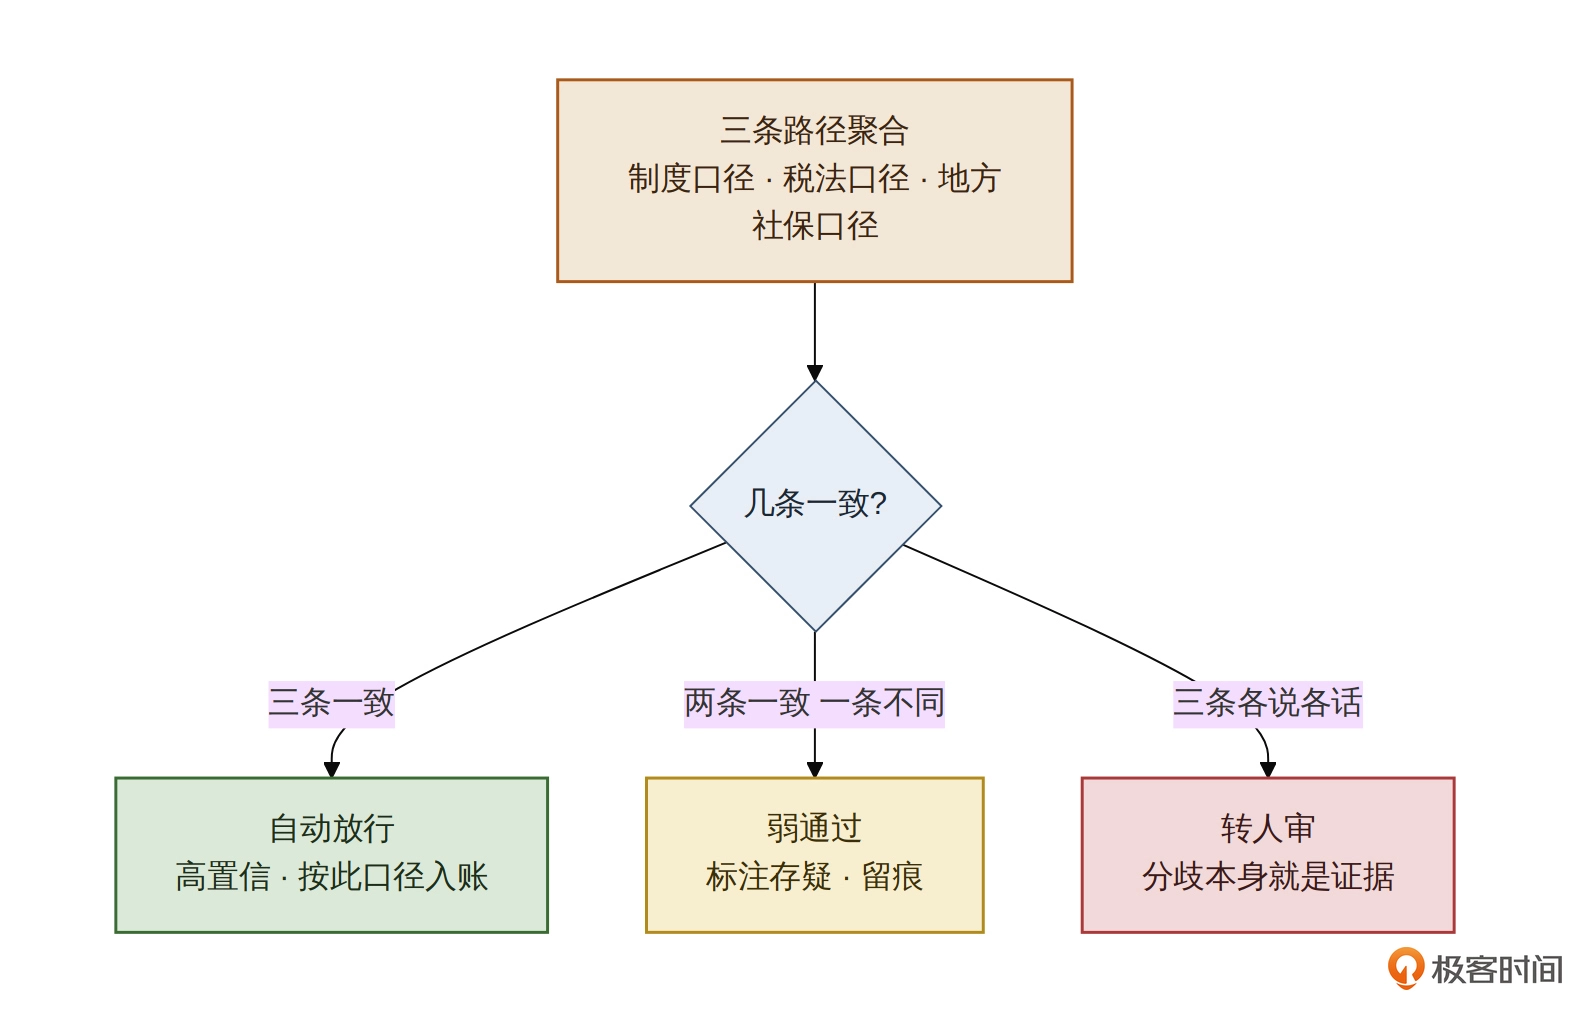 三条路径聚合
制度口径 · 税法口径 · 地方
社保口径
几条一致?
三条一致
两条一致 一条不同
三条各说各话
自动放行
高置信 · 按此口径入账
弱通过
标注存疑 · 留痕
转人审
分歧本身就是证据
极客时间